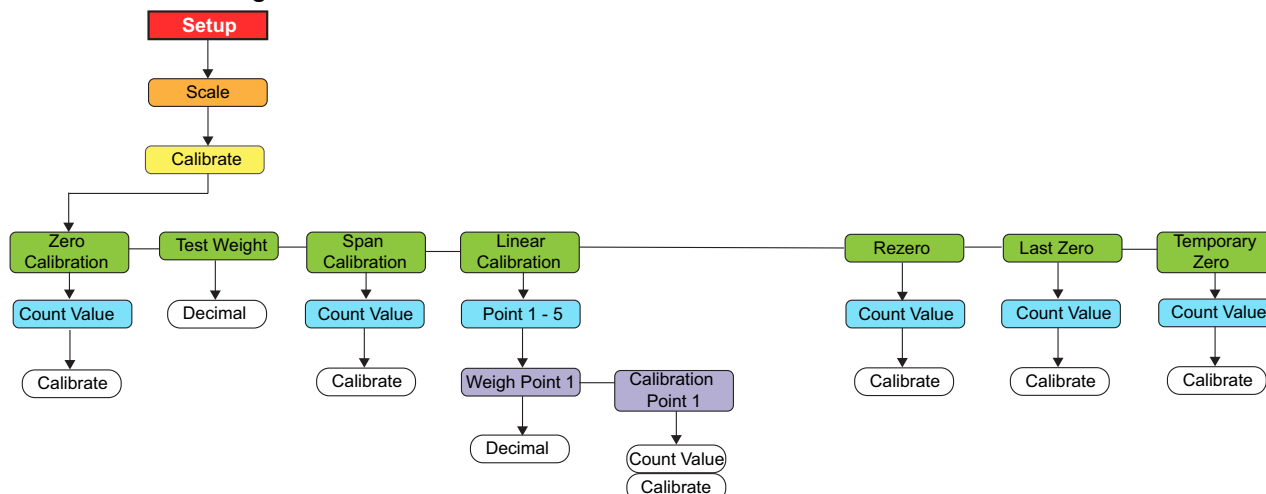 Setup
Scale
Calibrate
Zero
Calibration
Test Weight
Span
Calibration
Linear
Calibration
Rezero
Last Zero
Temporary
Zero
Count Value
Decimal
Count Value
Point 1 - 5
Count Value
Count Value
Count Value
Calibrate
Calibrate
Weigh Point 1
Calibration
Point 1
Calibrate
Calibrate
Calibrate
Decimal
Count Value
Calibrate